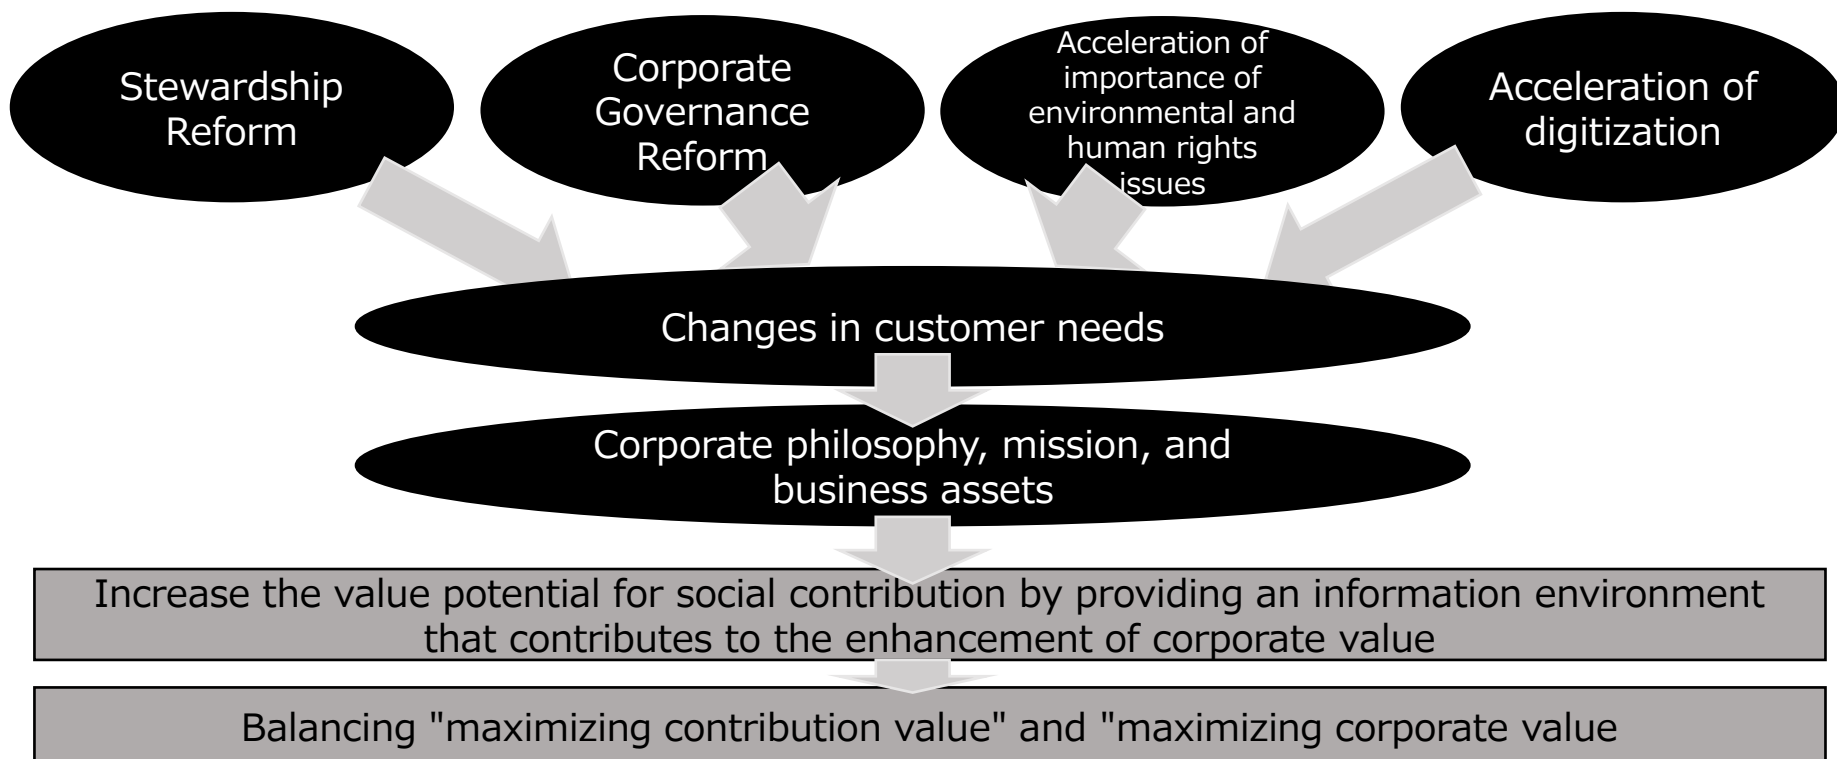 Stewardship
Reform
Corporate
Governance
Reform
Acceleration of
importance of
environmental and
human rights
issues
Acceleration of
digitization
Changes in customer needs
Corporate philosophy, mission, and
business assets
Increase the value potential for social contribution by providing an information environment
that contributes to the enhancement of corporate value
Balancing "maximizing contribution value" and "maximizing corporate value